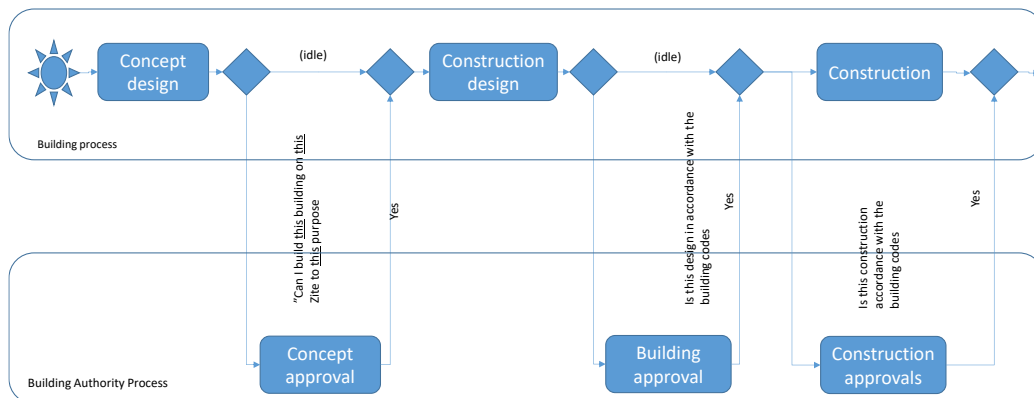 Concept
design
(idle)
Construction
design
(idle)
Construction
Building process
"Can I build this building on this
Zite to this purpose
Yes
Is this design in accordance with the
building codes
Yes
Is this construction
accordance with the
building codes
Yes
Concept
approval
Building
approval
Construction
approvals
Building Authority Process